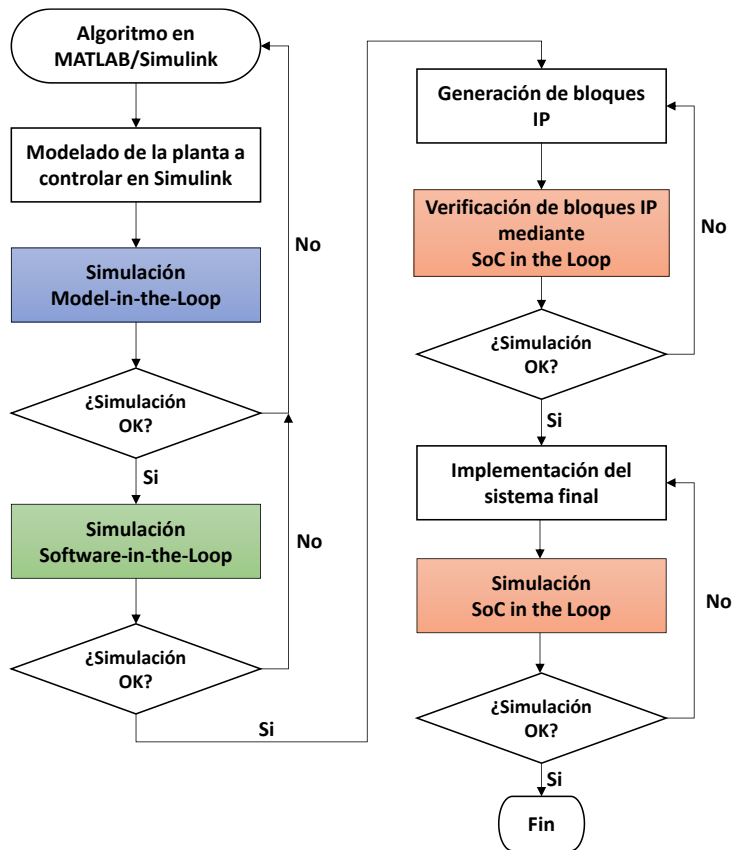 Algoritmo en
MATLAB/Simulink
Modelado de la planta a
controlar en Simulink
No
Simulación
Model-in-the-Loop
¿Simulación
OK?
Si
Simulación
Software-in-the-Loop
No
¿Simulación
OK?
Si
Generación de bloques
IP
Verificación de bloques IP
mediante
SoC in the Loop
No
¿Simulación
OK?
Si
Implementación del
sistema final
Simulación
SoC in the Loop
No
¿Simulación
OK?
Si
Fin